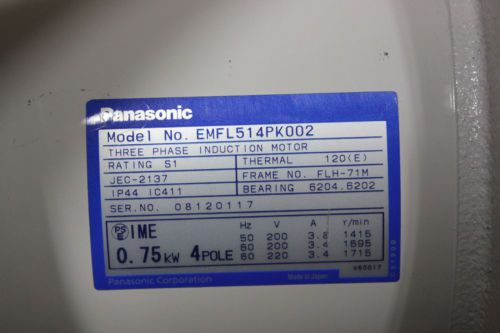 Panasonic
Model No. EMFL514PK002
THREE PHASE INDUCTION MOTOR
RATING S1 THERMAL 120(E)
JEC-2137 FRAME NO. FLH-71M
IP44 IC411 BEARING 6204.6202
SER.NO. 08120117
PS E IME Hz V A r/min
50 200 3.8 1415
0.75kW 4POLE 60 200 3.4 1695
60 220 3.4 1715
Panasonic Corporation Made in Japan